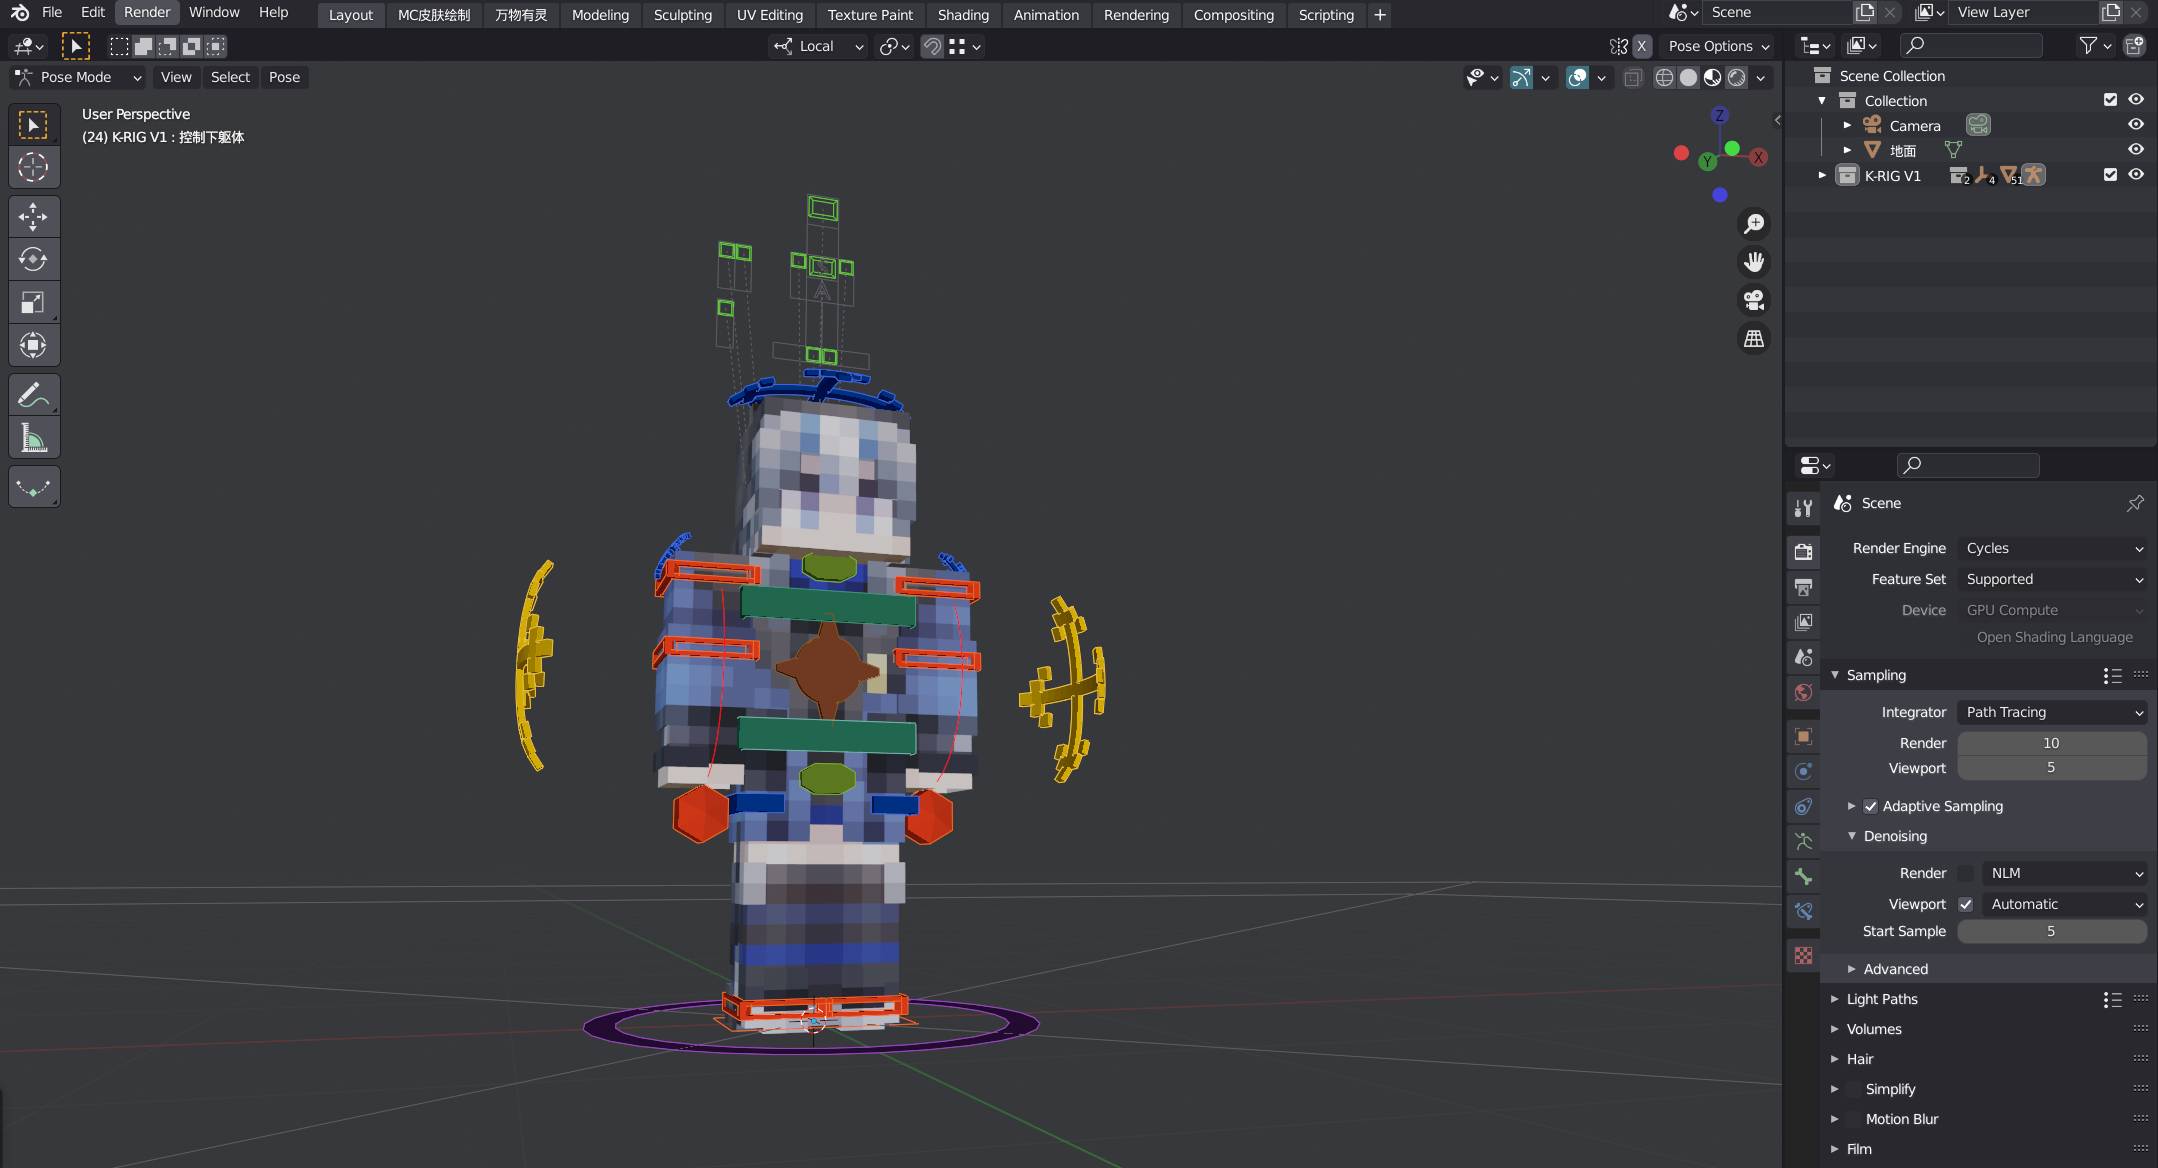 File Edit Render Window Help Layout MC皮肤绘制 万物有灵 Modeling Sculpting UV Editing Texture Paint Shading Animation Rendering Compositing Scripting + Scene View Layer
Local X Pose Options
Pose Mode View Select Pose
User Perspective
(24) K-RIG V1 : 控制下躯体
Z
X
Y
A
Scene Collection
Collection
Camera
地面
K-RIG V1 2 4 51
Scene
Render Engine Cycles
Feature Set Supported
Device GPU Compute
Open Shading Language
Sampling
Integrator Path Tracing
Render 10
Viewport 5
Adaptive Sampling
Denoising
Render NLM
Viewport Automatic
Start Sample 5
Advanced
Light Paths
Volumes
Hair
Simplify
Motion Blur
Film